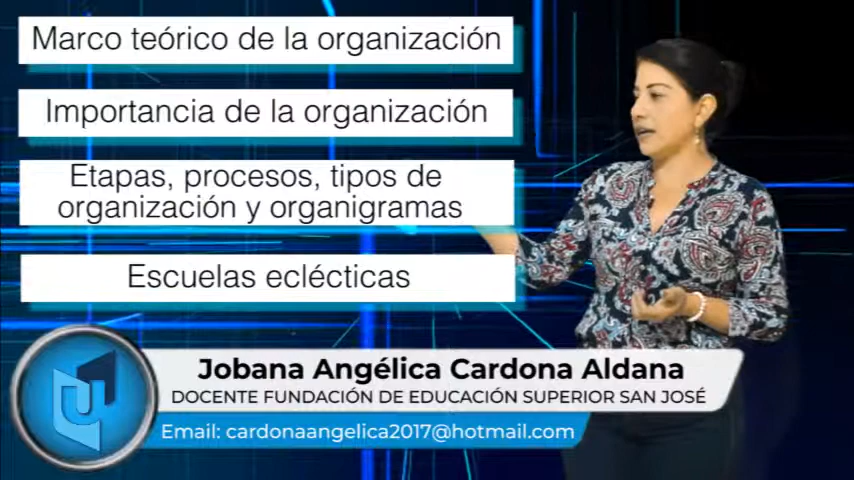 Marco teórico de la organización
Importancia de la organización
Etapas, procesos, tipos de
organización y organigramas
Escuelas eclécticas
Jobana Angélica Cardona Aldana
DOCENTE FUNDACIÓN DE EDUCACIÓN SUPERIOR SAN JOSÉ
Email: cardonaangelica2017@hotmail.com